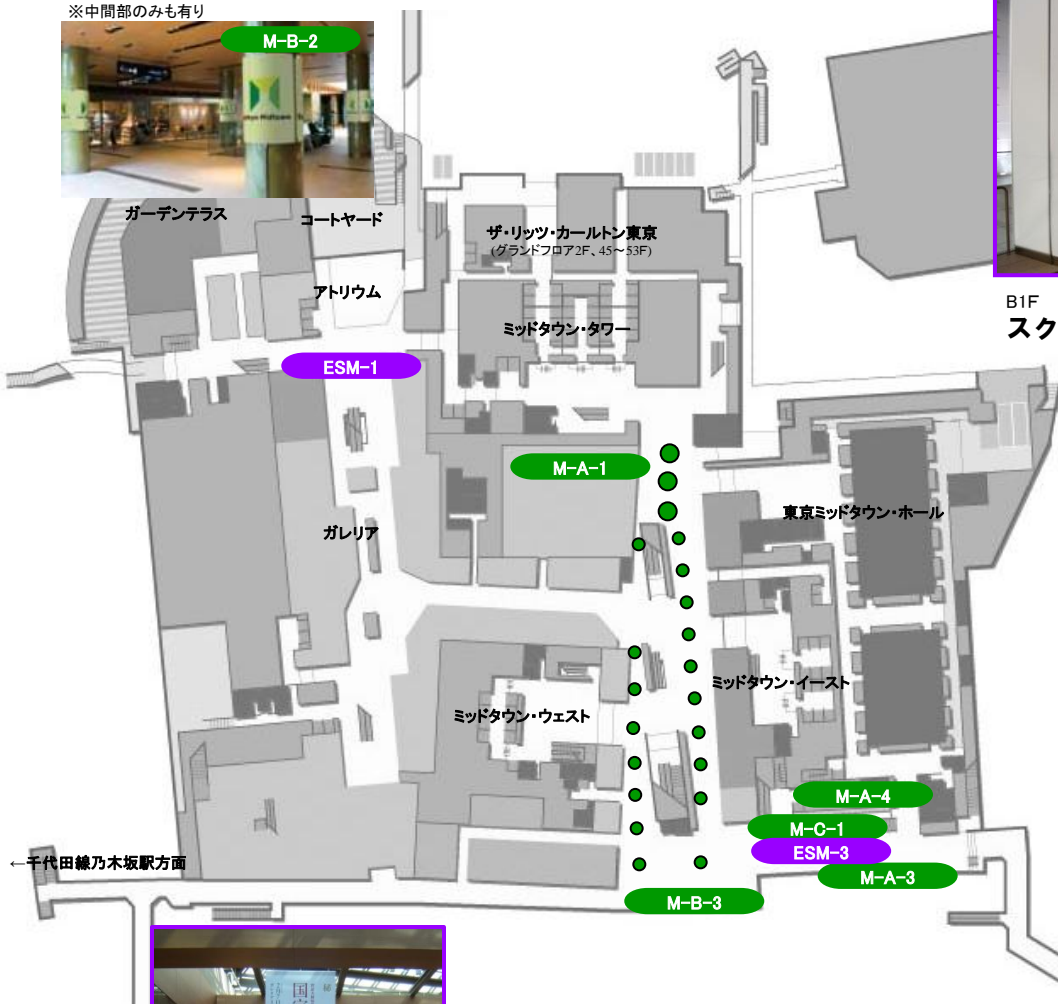 ※中間部のみも有り
M-B-2
Tokyo Midtown
ガーデンテラス
コートヤード
ザ・リッツ・カールトン東京
(グランドフロア2F、45～53F)
アトリウム
B1F
スク
ミッドタウン・タワー
ESM-1
M-A-1
東京ミッドタウン・ホール
ガレリア
ミッドタウン・イースト
ミッドタウン・ウェスト
M-A-4
M-C-1
ESM-3
←千代田線乃木坂駅方面
M-A-3
M-B-3